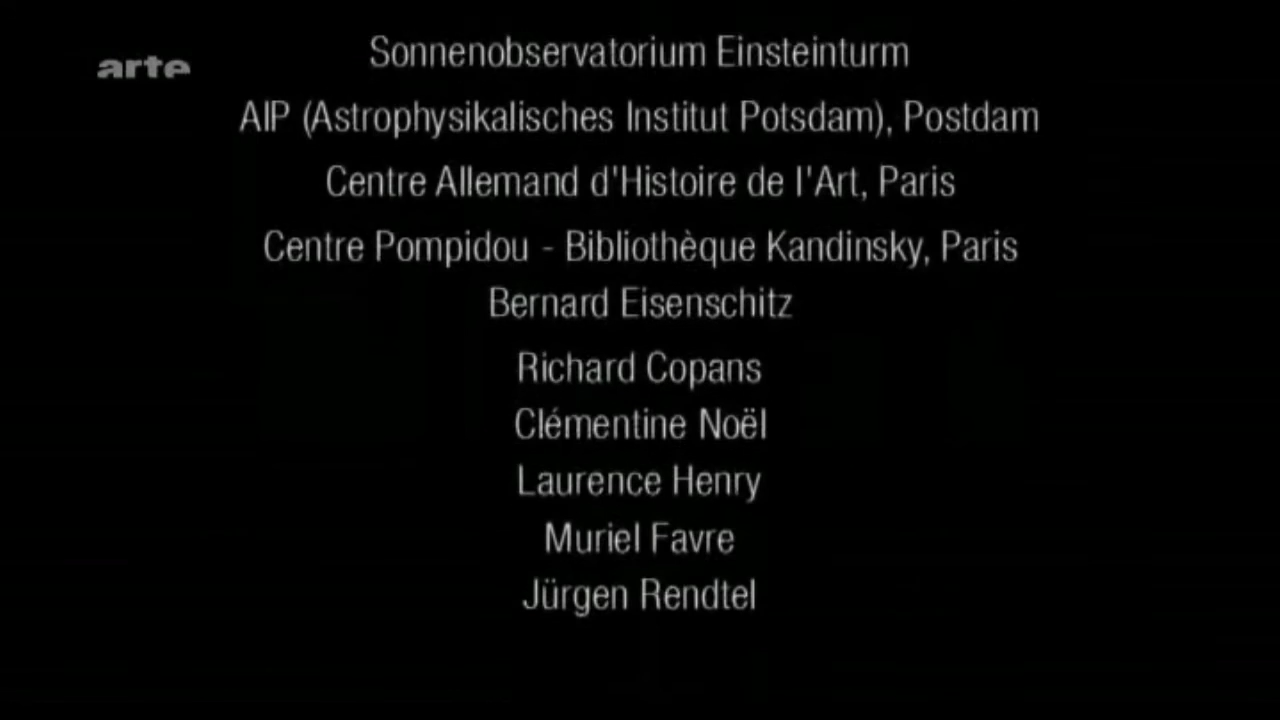 arte
Sonnenobservatorium Einsteinturm
AIP (Astrophysikalisches Institut Potsdam), Postdam
Centre Allemand d'Histoire de l'Art, Paris
Centre Pompidou - Bibliothèque Kandinsky, Paris
Bernard Eisenschitz
Richard Copans
Clémentine Noël
Laurence Henry
Muriel Favre
Jürgen Rendtel